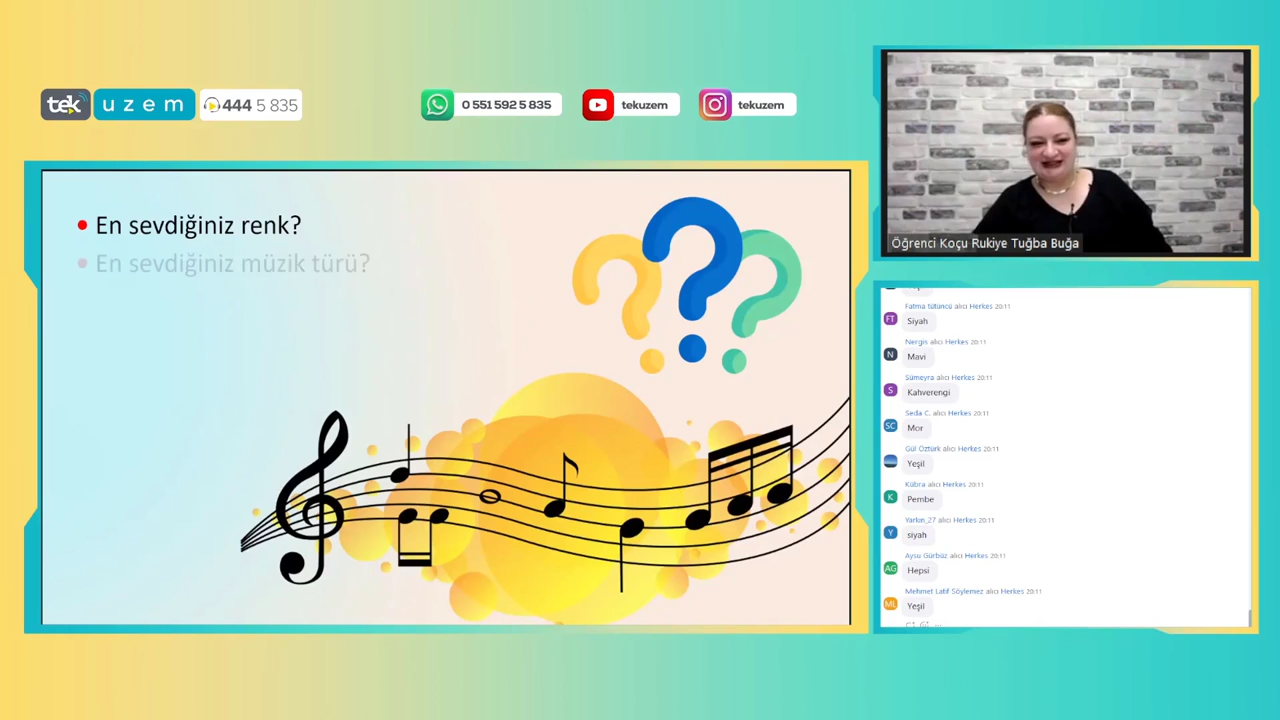 tek uzem 444 5 835
0 551 592 5 835
tekuzem
tekuzem
En sevdiğiniz renk?
En sevdiğiniz müzik türü?
Öğrenci Koçu Rukiye Tuğba Buğa
Fatma tütüncü alıcı Herkes 20:11
FT
Siyah
Nergis alıcı Herkes 20:11
N
Mavi
Sümeyra alıcı Herkes 20:11
S
Kahverengi
Seda C. alıcı Herkes 20:11
SC
Mor
Gül Öztürk alıcı Herkes 20:11
Yeşil
Kübra alıcı Herkes 20:11
K
Pembe
Yarkın_27 alıcı Herkes 20:11
Y
siyah
Aysu Gürbüz alıcı Herkes 20:11
AG
Hepsi
Mehmet Latif Söylemez alıcı Herkes 20:11
ML
Yeşil